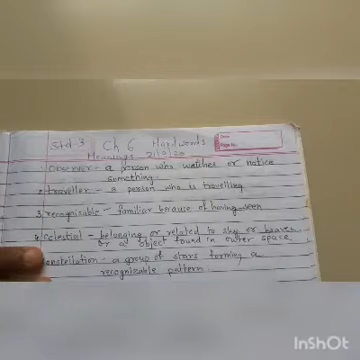 Std-3 Ch 6 Hardwords
Meanings
1 Observer - a person who watches or notice
something.
2. traveller - a person who is travelling
3. recognisable - familiar because of having seen
4) Celestial - belonging or related to sky or heaven
or a object found in outer space
constellation - a group of stars forming a
recognizable pattern.
InShOt